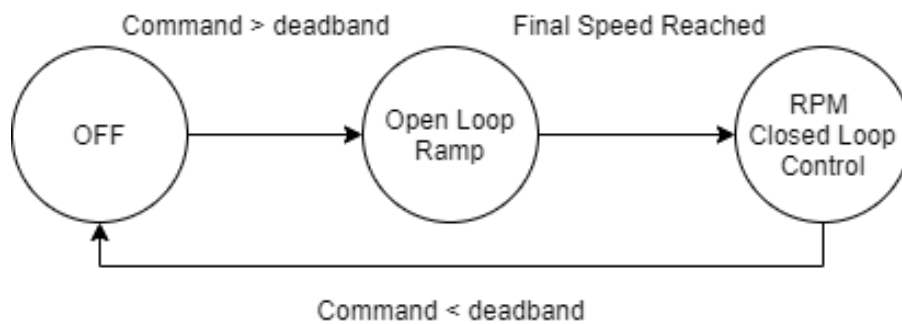 Command > deadband
Final Speed Reached
OFF
Open Loop
Ramp
RPM
Closed Loop
Control
Command < deadband